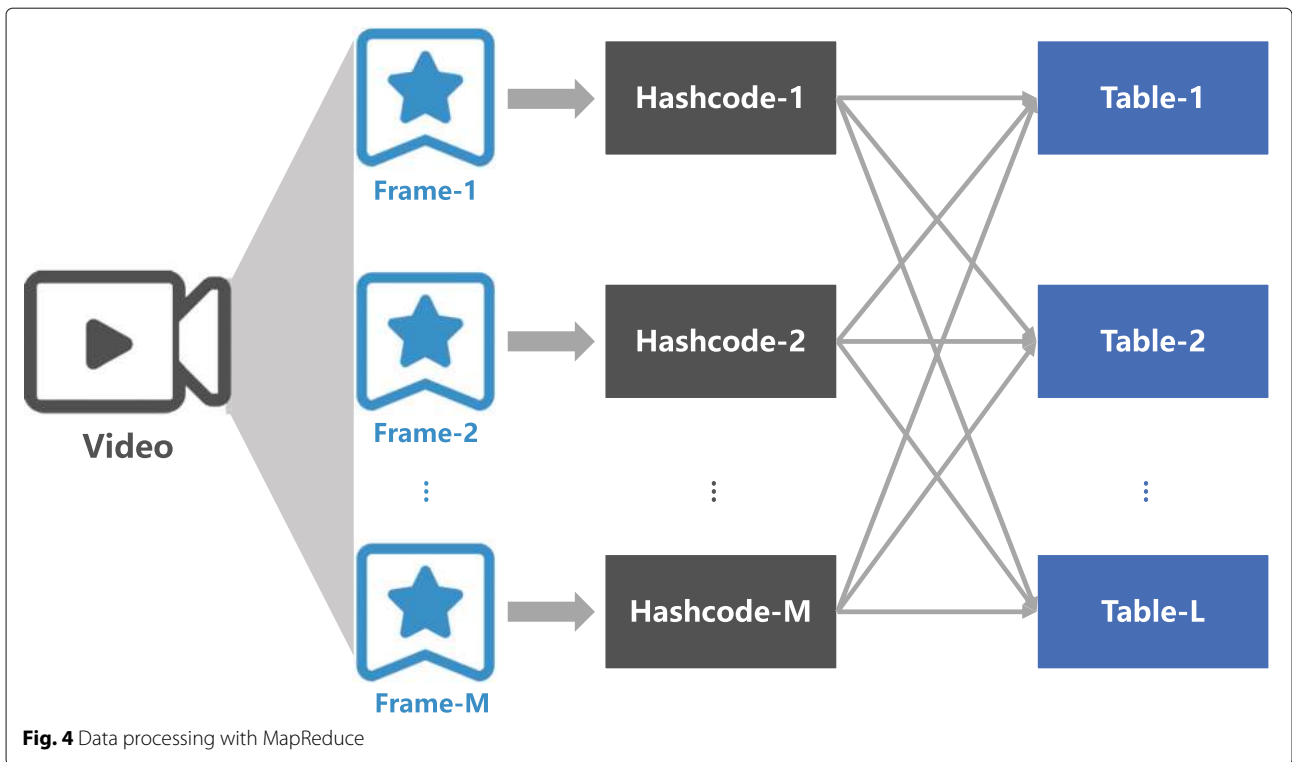 Frame-1
Hashcode-1
Table-1
Video
Frame-2
Hashcode-2
Table-2
⋮
⋮
⋮
Frame-M
Hashcode-M
Table-L
Fig. 4 Data processing with MapReduce